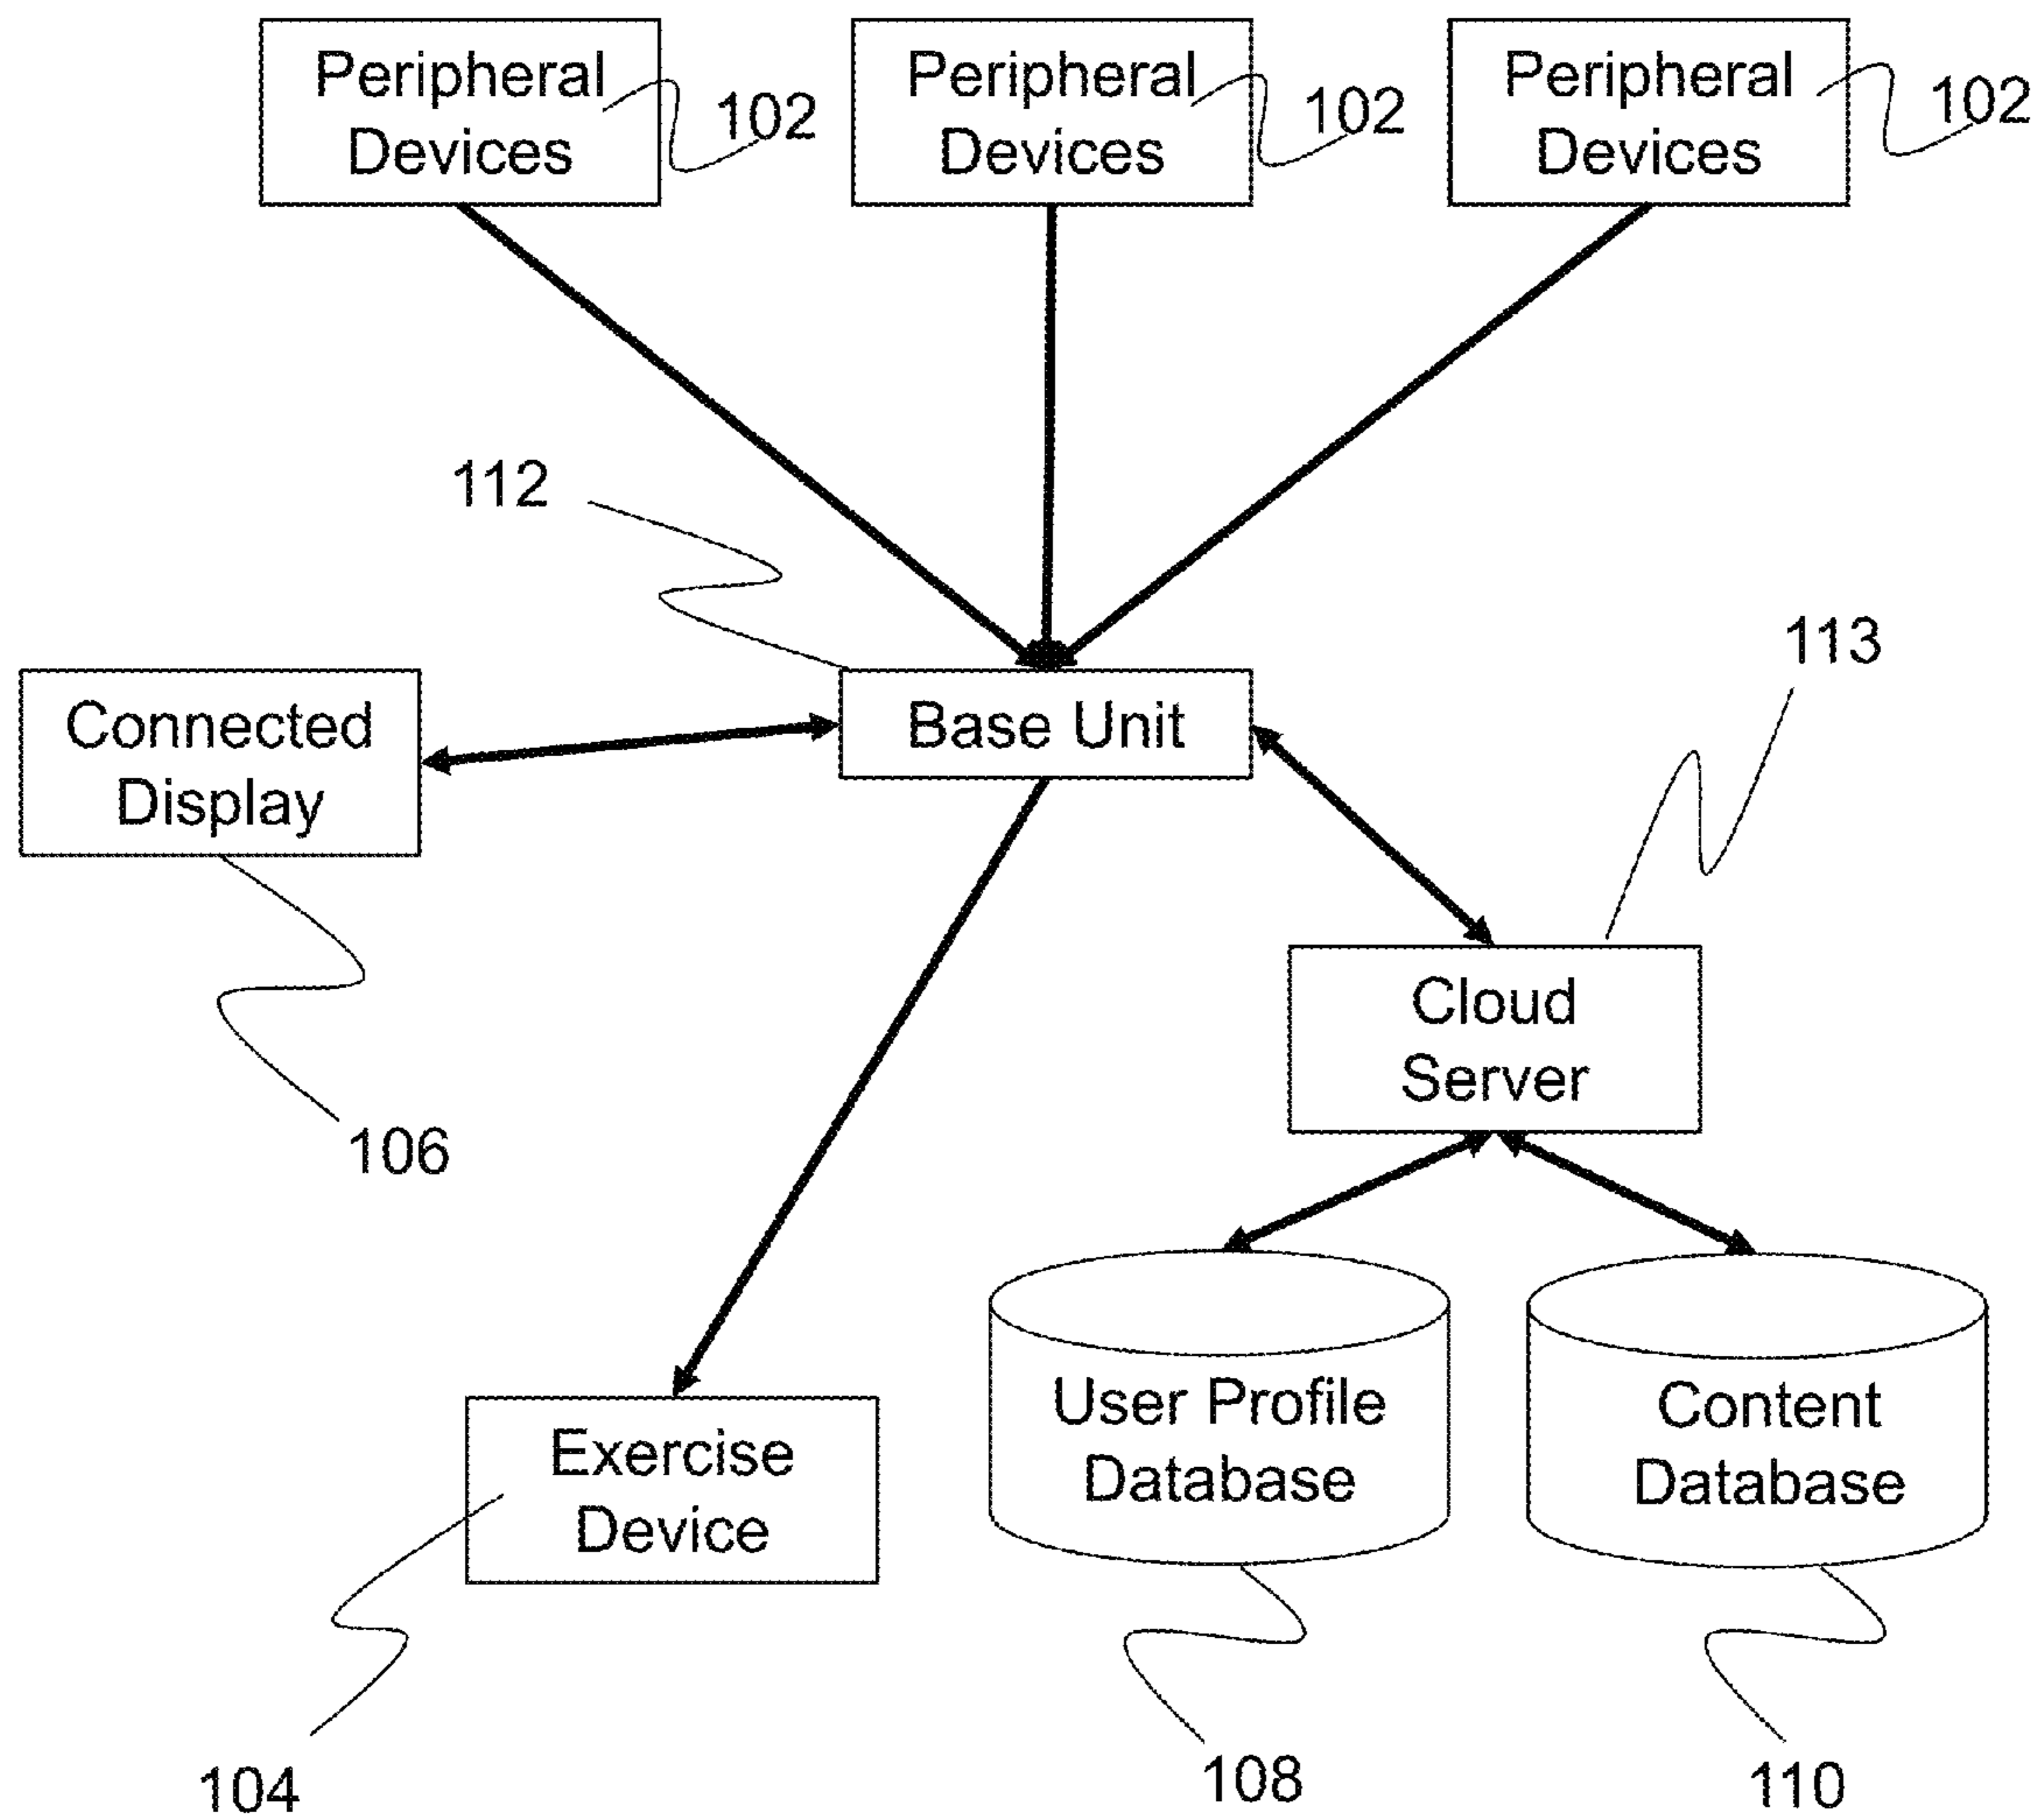 Peripheral
Devices
102
Peripheral
Devices
102
Peripheral
Devices
102
112
113
Connected
Display
Base Unit
Cloud
Server
106
Exercise
Device
User Profile
Database
Content
Database
104
108
110